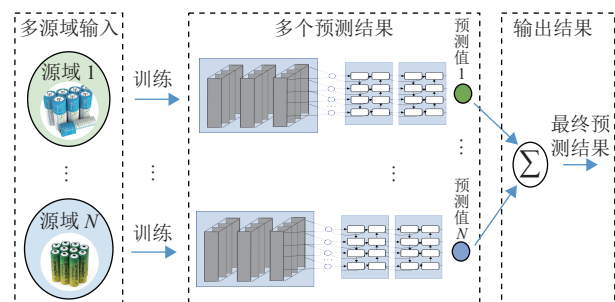 多源域输入
多个预测结果
输出结果
源域 1
训练
预测值1
⋮
⋮
⋮
∑
最终预
测结果
源域 N
训练
预测值N